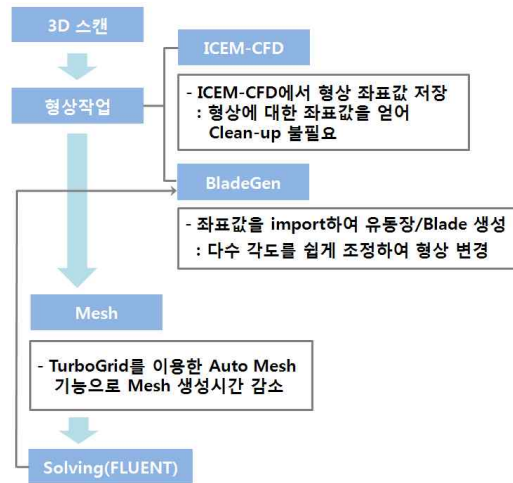 3D 스캔
ICEM-CFD
- ICEM-CFD에서 형상 좌표값 저장
: 형상에 대한 좌표값을 얻어
Clean-up 불필요
형상작업
BladeGen
- 좌표값을 import하여 유동장/Blade 생성
: 다수 각도를 쉽게 조정하여 형상 변경
Mesh
- TurboGrid를 이용한 Auto Mesh
기능으로 Mesh 생성시간 감소
Solving(FLUENT)